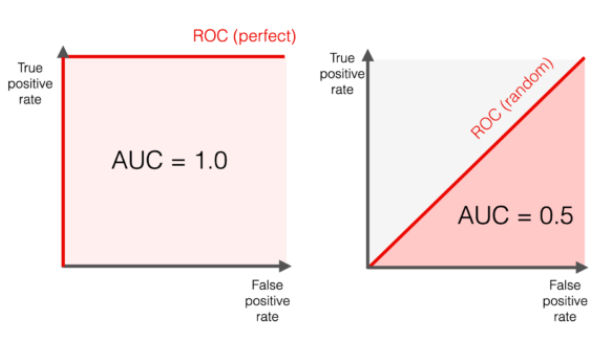 ROC (perfect)
True
positive
rate
AUC = 1.0
False
positive
rate
True
positive
rate
ROC (random)
AUC = 0.5
False
positive
rate